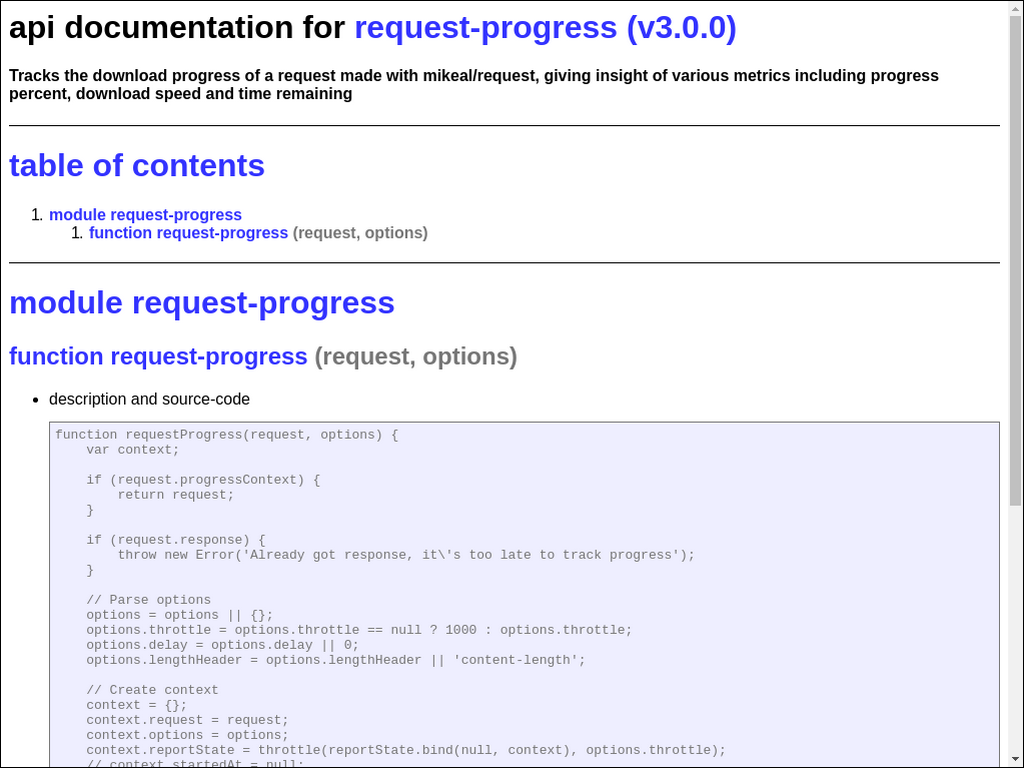 api documentation for request-progress (v3.0.0)
Tracks the download progress of a request made with mikeal/request, giving insight of various metrics including progress
percent, download speed and time remaining
table of contents
1. module request-progress
1. function request-progress (request, options)
module request-progress
function request-progress (request, options)
• description and source-code
function requestProgress(request, options) {
    var context;

    if (request.progressContext) {
        return request;
    }

    if (request.response) {
        throw new Error('Already got response, it\'s too late to track progress');
    }

    // Parse options
    options = options || {};
    options.throttle = options.throttle == null ? 1000 : options.throttle;
    options.delay = options.delay || 0;
    options.lengthHeader = options.lengthHeader || 'content-length';

    // Create context
    context = {};
    context.request = request;
    context.options = options;
    context.reportState = throttle(reportState.bind(null, context), options.throttle);
    // context.startedAt = null;